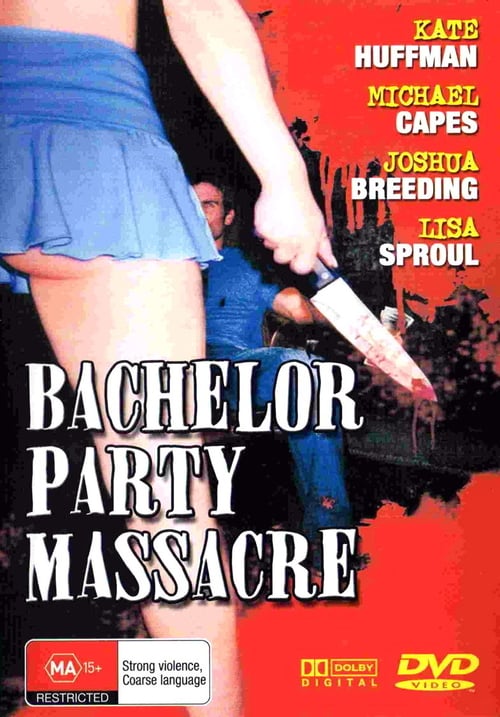 KATE
HUFFMAN
MICHAEL
CAPES
JOSHUA
BREEDING
LISA
SPROUL
BACHELOR
PARTY
MASSACRE
MA 15+
RESTRICTED
Strong violence,
Coarse language
DOLBY
DIGITAL
DVD
VIDEO